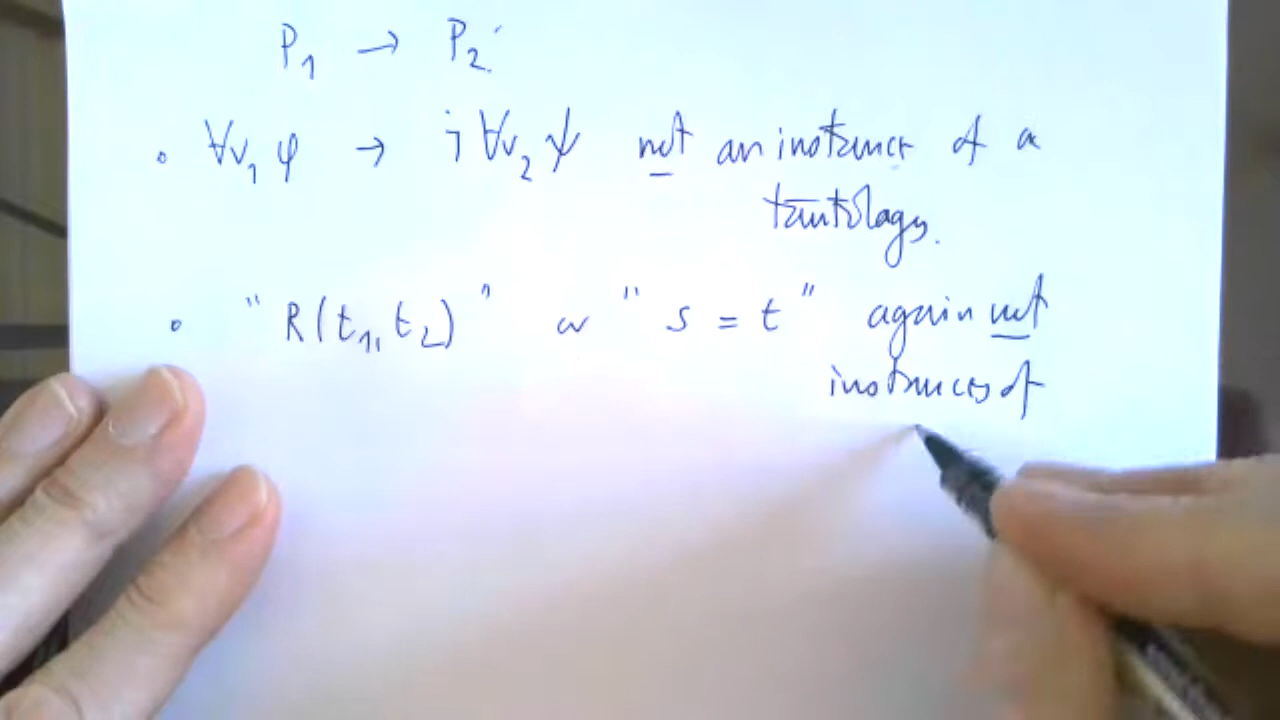 P₁ → P₂
• ∀v₁ φ → ¬∀v₂ ψ not an instance of a
tautology.
• "R(t₁, t₂)" or "s = t" again not
instances of